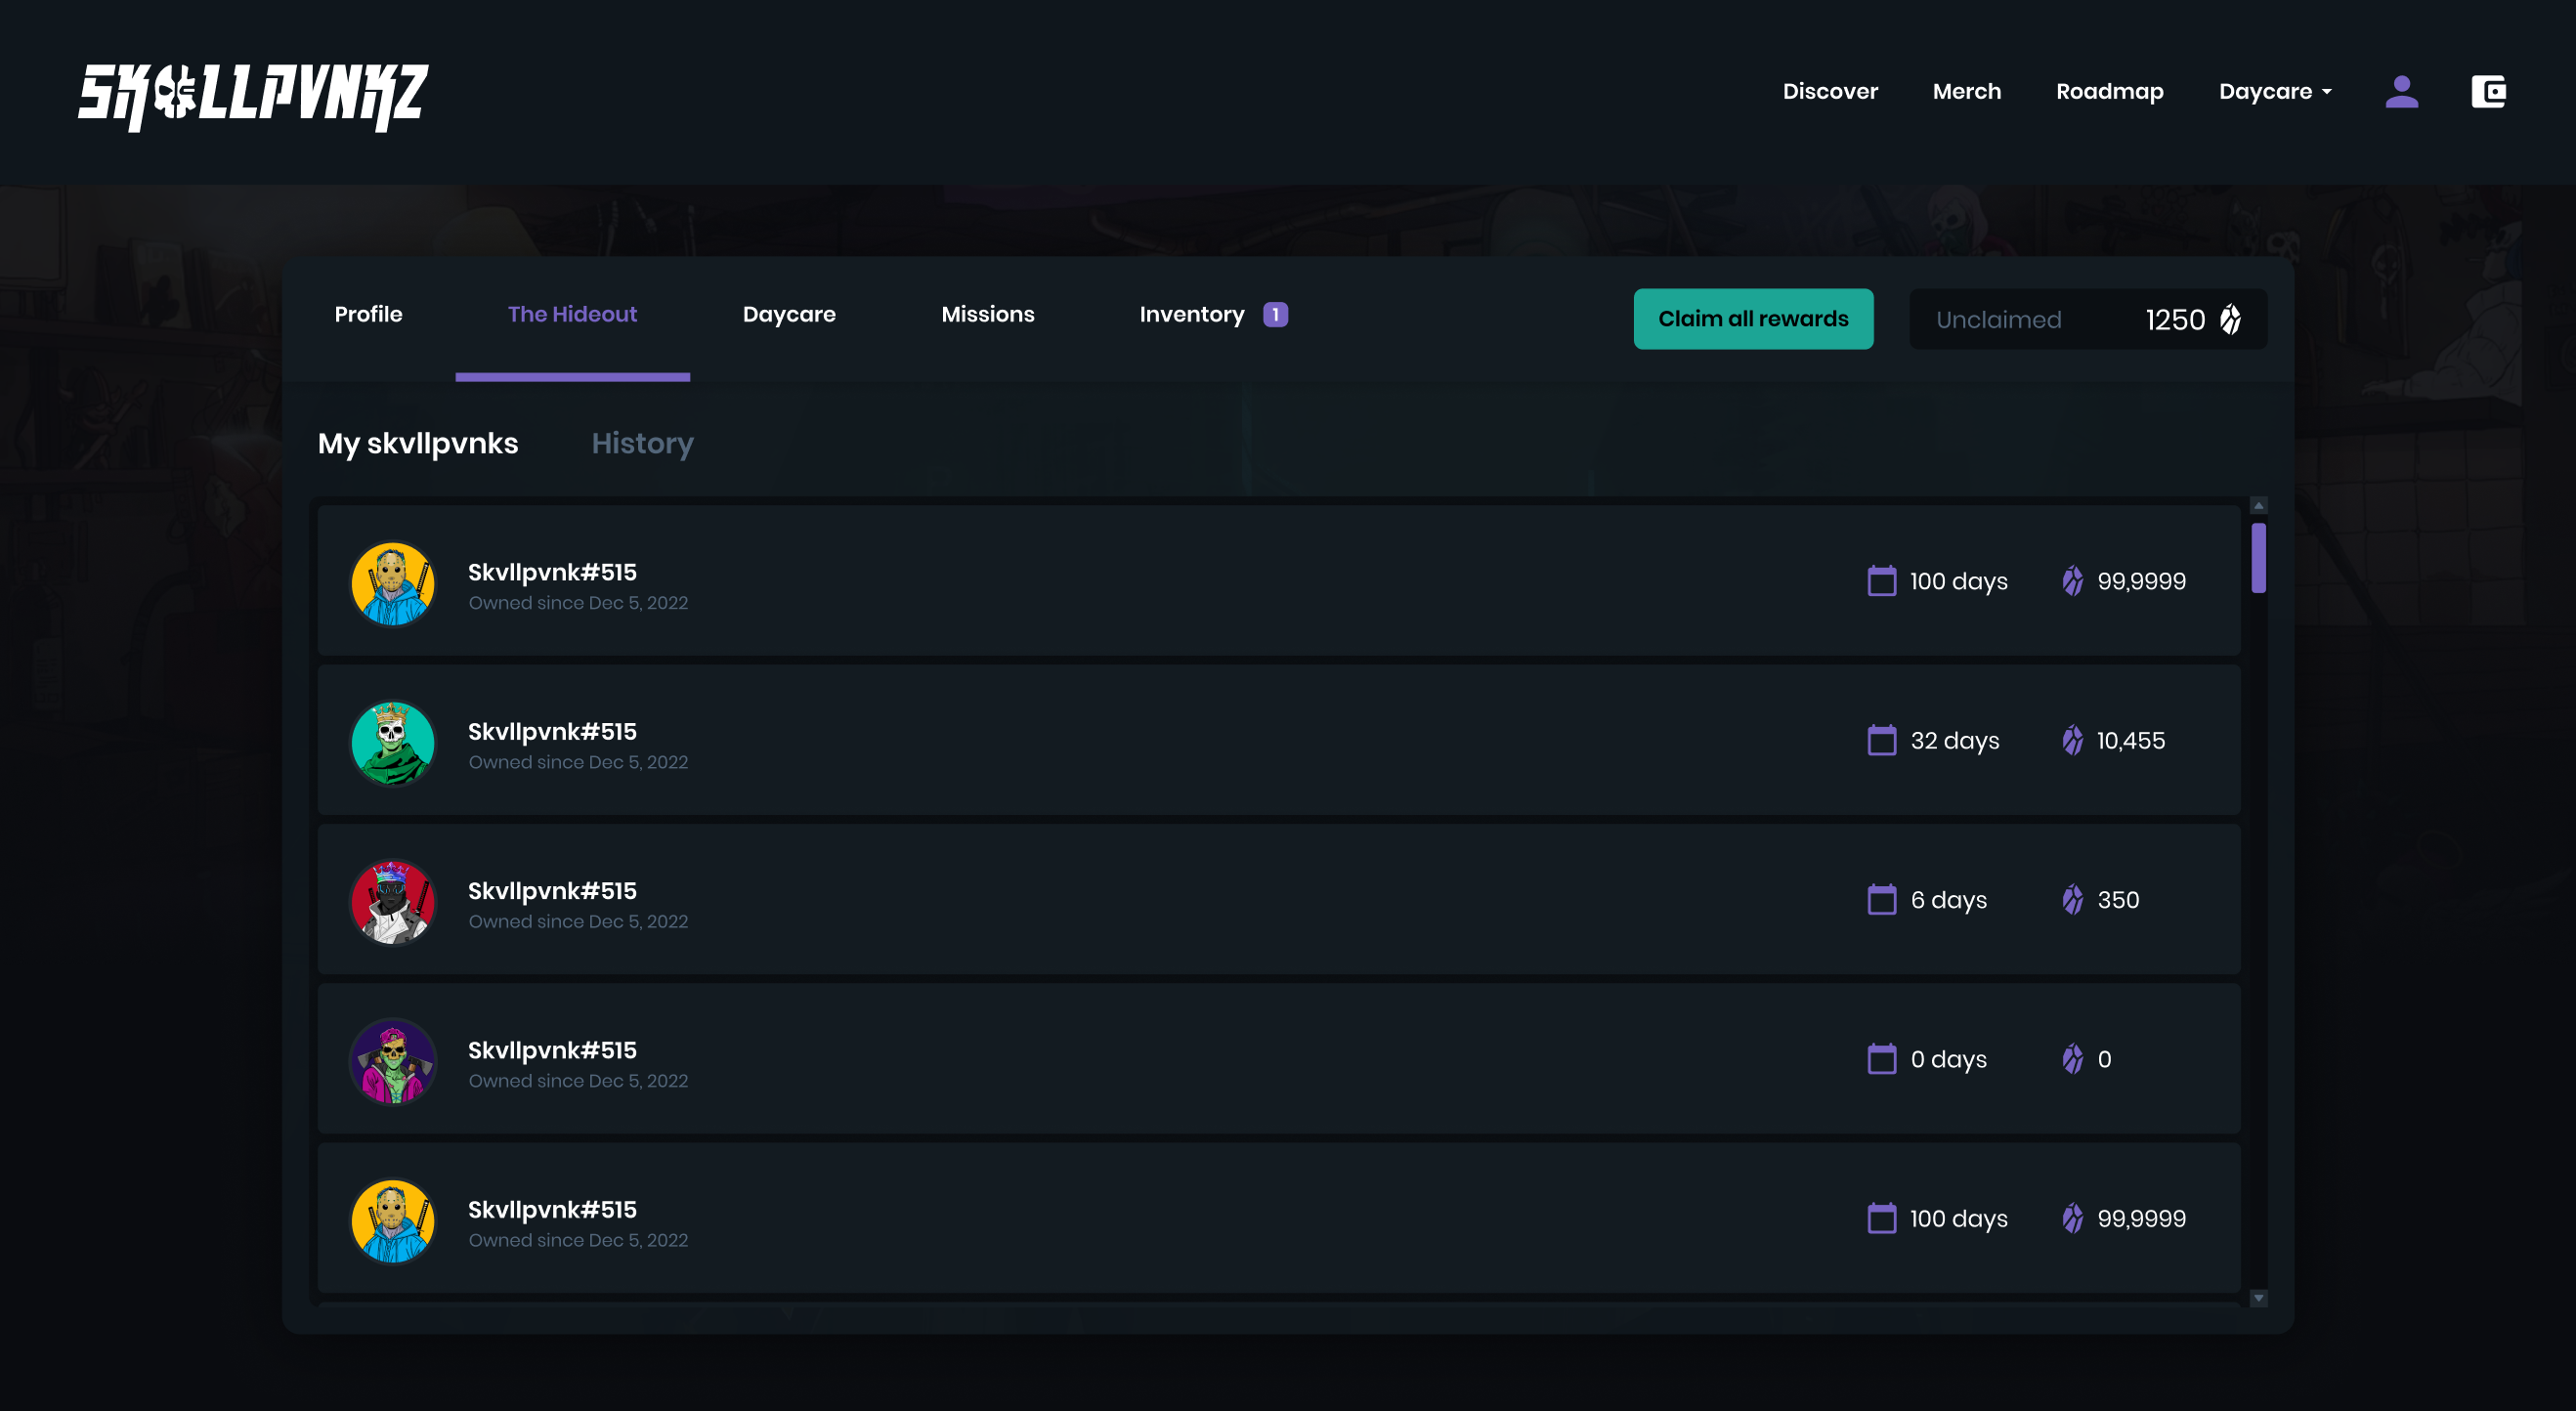 SKVLLPVNKZ
Discover Merch Roadmap Daycare
Profile The Hideout Daycare Missions Inventory 1 Claim all rewards Unclaimed 1250
My skvllpvnks History
Skvllpvnk#515
Owned since Dec 5, 2022
100 days 99,9999
Skvllpvnk#515
Owned since Dec 5, 2022
32 days 10,455
Skvllpvnk#515
Owned since Dec 5, 2022
6 days 350
Skvllpvnk#515
Owned since Dec 5, 2022
0 days 0
Skvllpvnk#515
Owned since Dec 5, 2022
100 days 99,9999